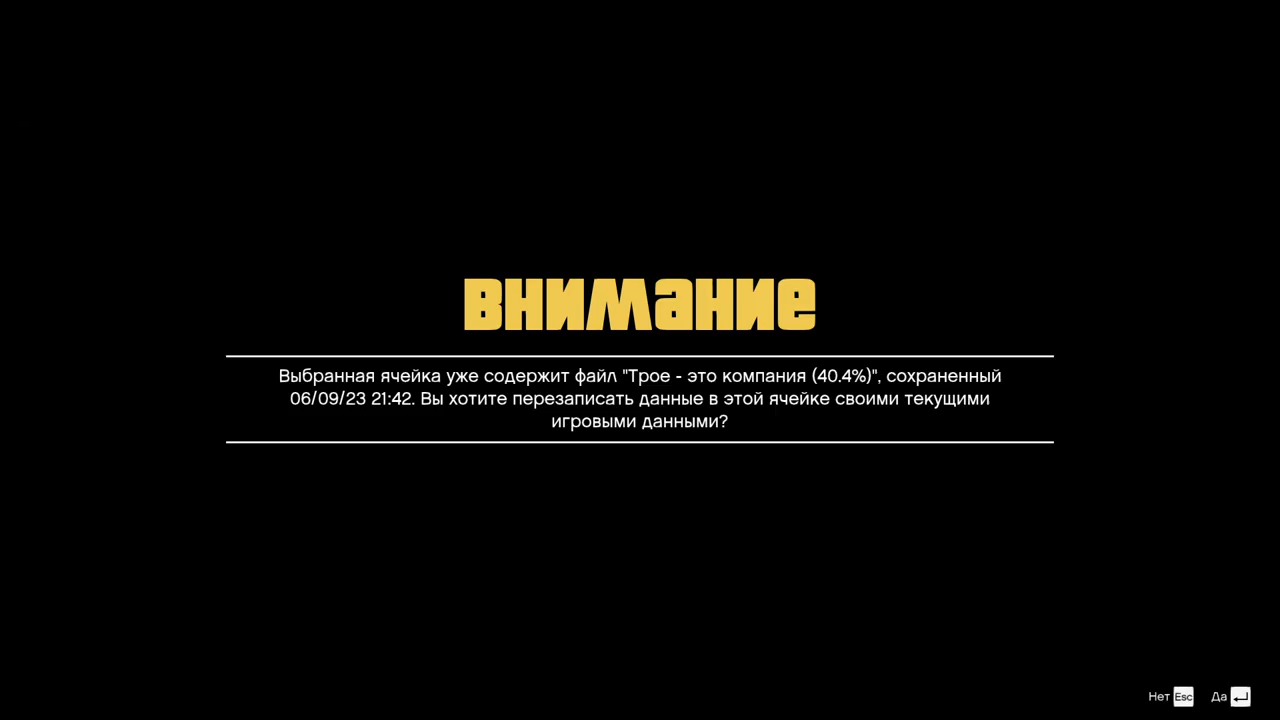 внимание
Выбранная ячейка уже содержит файл "Трое - это компания (40.4%)", сохраненный
06/09/23 21:42. Вы хотите перезаписать данные в этой ячейке своими текущими
игровыми данными?
Нет Esc Да